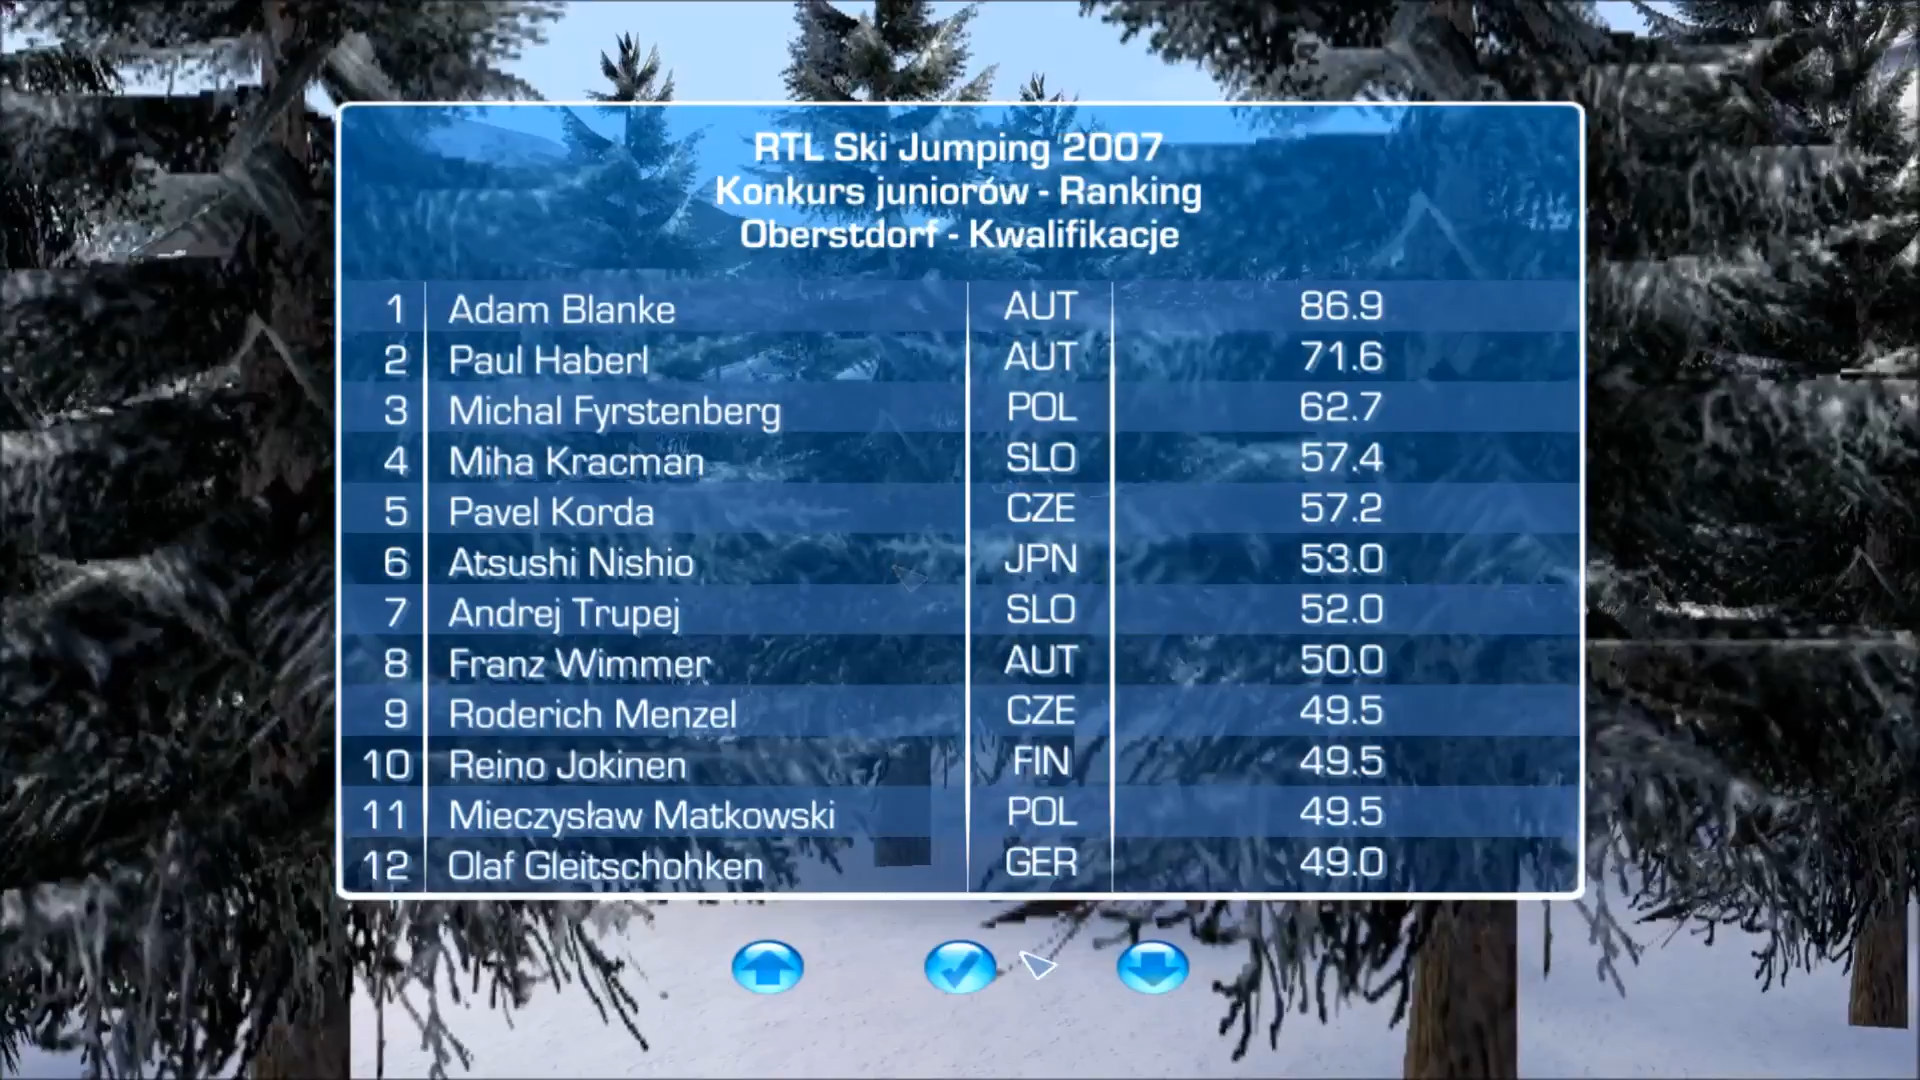 RTL Ski Jumping 2007
Konkurs juniorów - Ranking
Oberstdorf - Kwalifikacje
1 Adam Blanke AUT 86.9
2 Paul Haberl AUT 71.6
3 Michal Fyrstenberg POL 62.7
4 Miha Kracman SLO 57.4
5 Pavel Korda CZE 57.2
6 Atsushi Nishio JPN 53.0
7 Andrej Trupej SLO 52.0
8 Franz Wimmer AUT 50.0
9 Roderich Menzel CZE 49.5
10 Reino Jokinen FIN 49.5
11 Mieczysław Matkowski POL 49.5
12 Olaf Gleitschohken GER 49.0